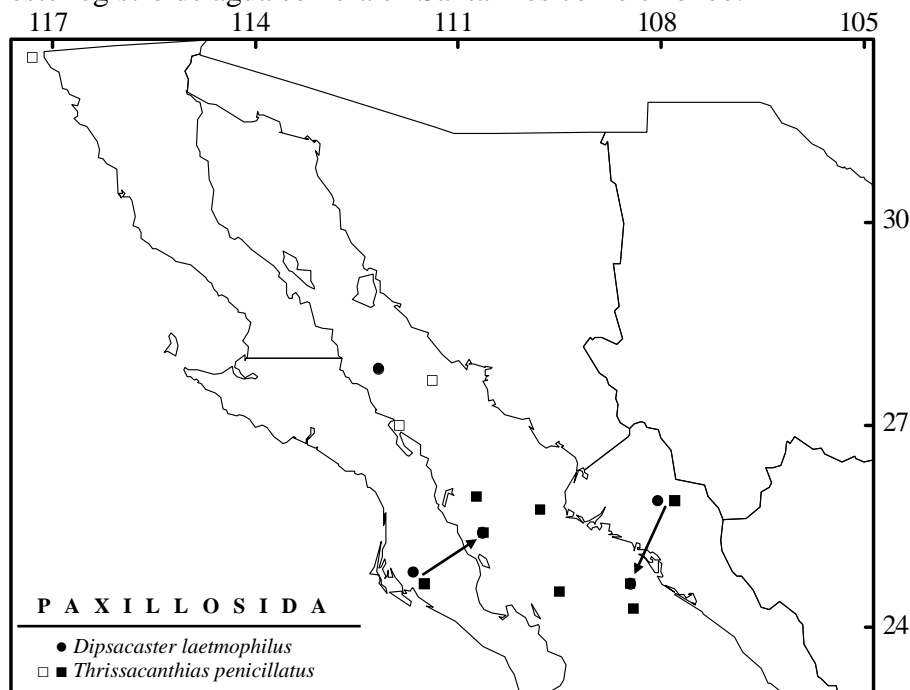 117 114 111 108 105
30
27
24
P A X I L L O S I D A
● Dipsacaster laetmophilus
□ ■ Thrissacanthias penicillatus